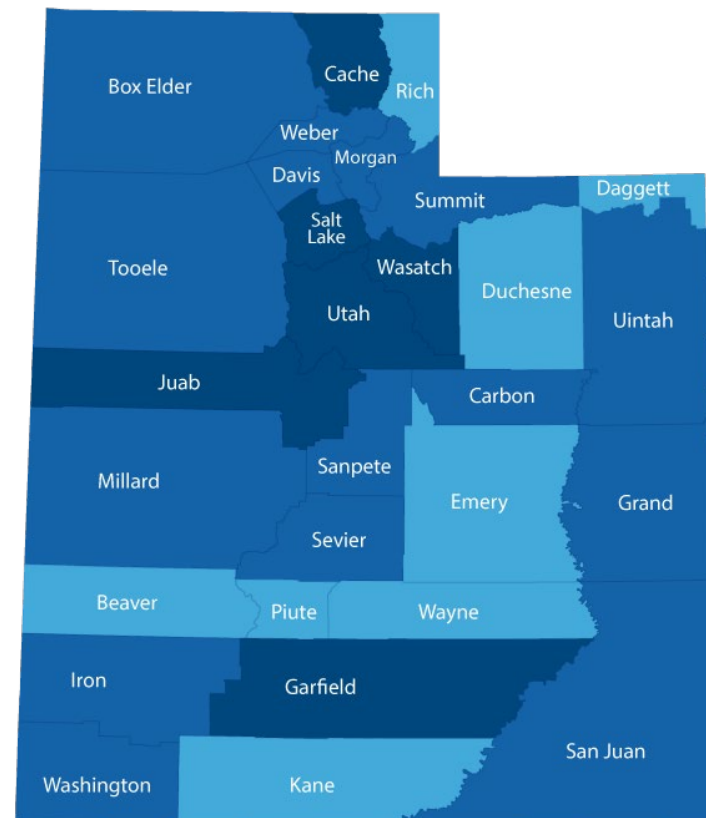 Cache
Box Elder
Rich
Weber
Morgan
Davis
Daggett
Summit
Salt
Lake
Wasatch
Tooele
Duchesne
Utah
Uintah
Juab
Carbon
Sanpete
Millard
Emery
Grand
Sevier
Beaver
Piute
Wayne
Iron
Garfield
San Juan
Washington
Kane